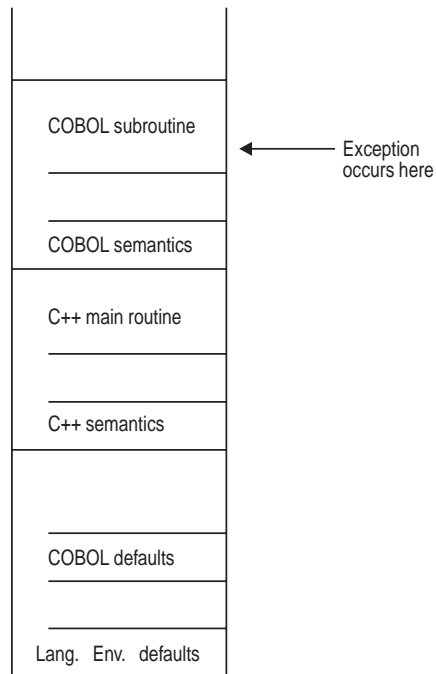 COBOL subroutine
Exception
occurs here
COBOL semantics
C++ main routine
C++ semantics
COBOL defaults
Lang. Env. defaults